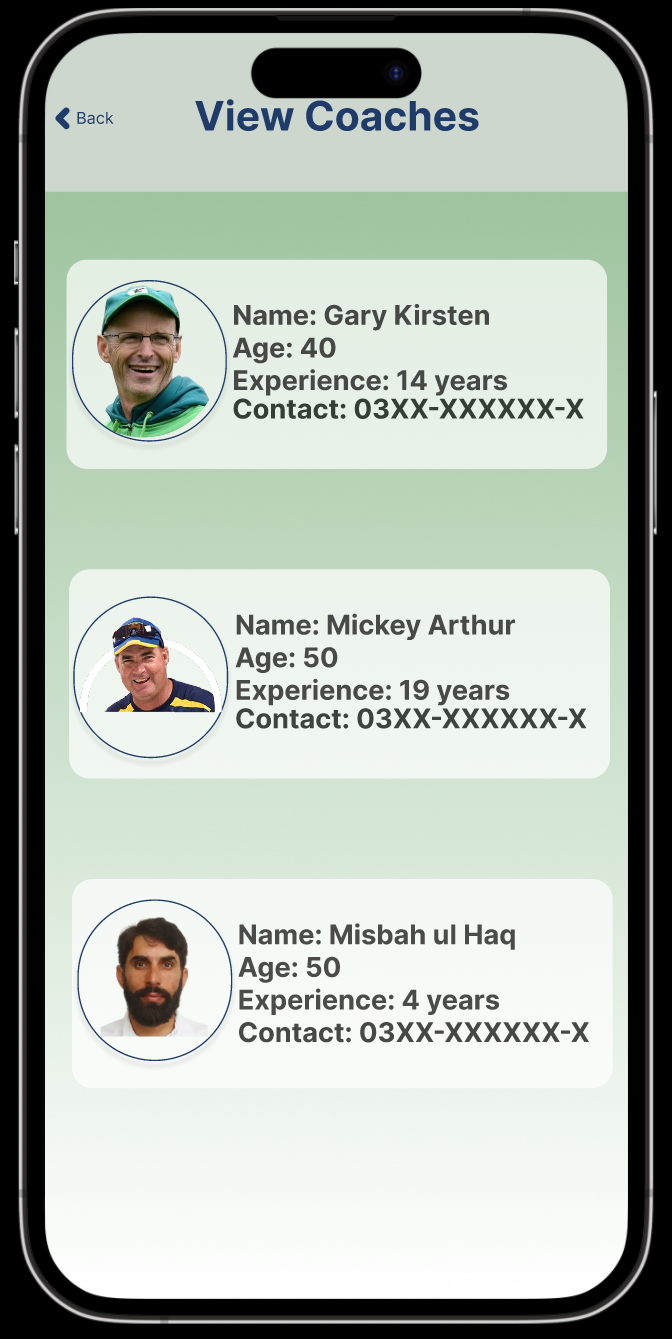 Back
View Coaches
Name: Gary Kirsten
Age: 40
Experience: 14 years
Contact: 03XX-XXXXXX-X
Name: Mickey Arthur
Age: 50
Experience: 19 years
Contact: 03XX-XXXXXX-X
Name: Misbah ul Haq
Age: 50
Experience: 4 years
Contact: 03XX-XXXXXX-X